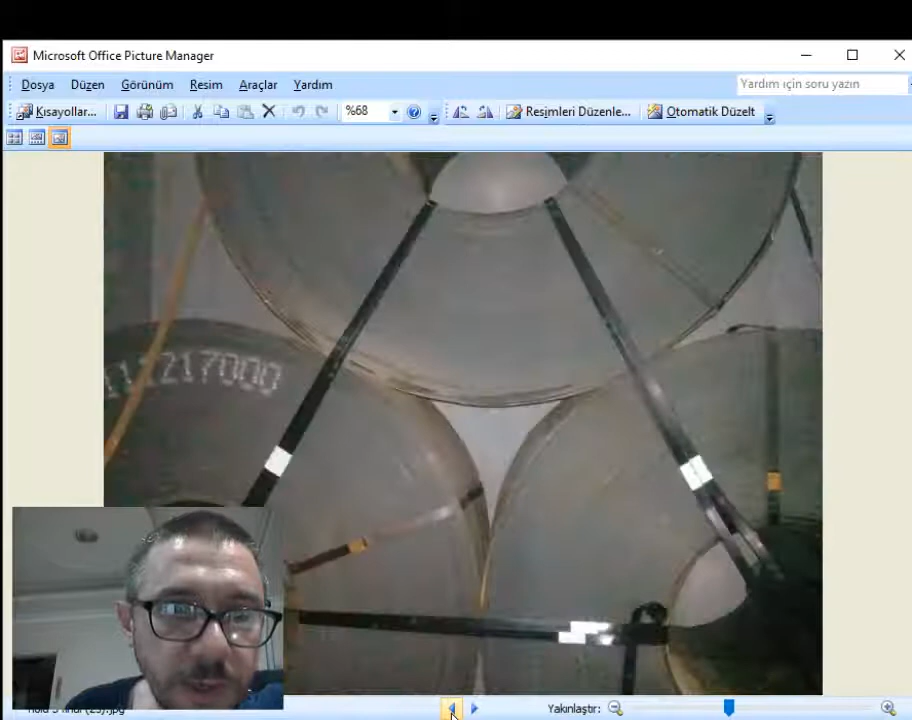 Microsoft Office Picture Manager
Dosya Düzen Görünüm Resim Araçlar Yardım
Yardım için soru yazın
Kısayollar... %68 Resimleri Düzenle... Otomatik Düzelt
217000
Yakınlaştır: